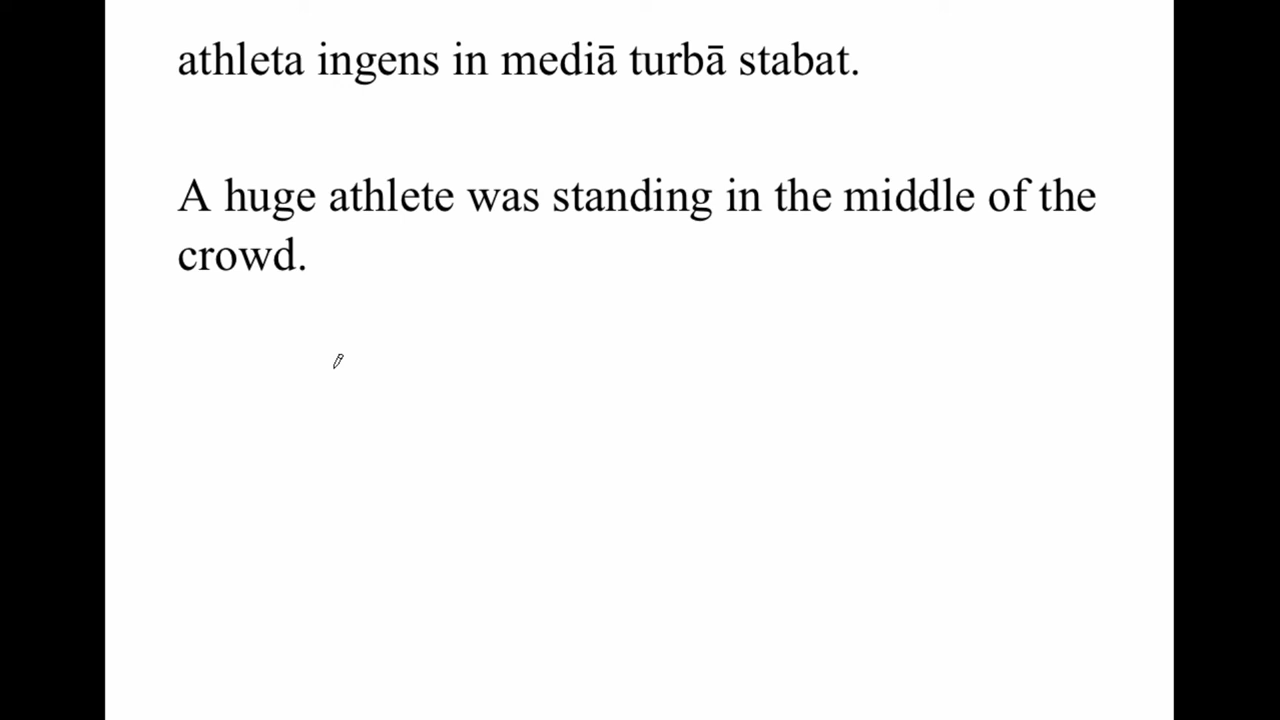 athleta ingens in mediā turbā stabat.
A huge athlete was standing in the middle of the
crowd.